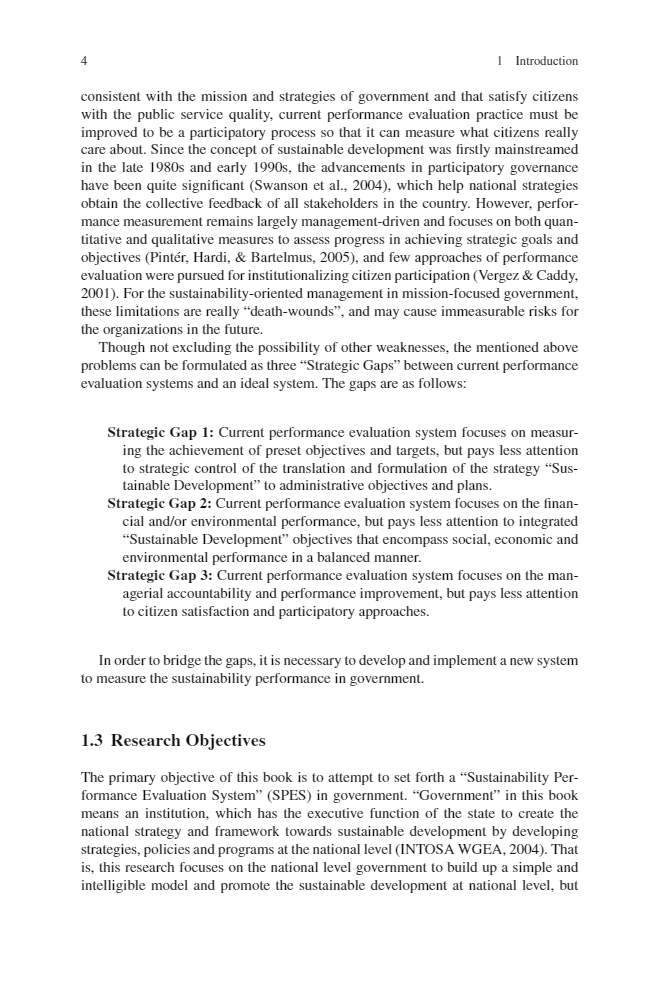 4
1 Introduction
consistent with the mission and strategies of government and that satisfy citizens
with the public service quality, current performance evaluation practice must be
improved to be a participatory process so that it can measure what citizens really
care about. Since the concept of sustainable development was firstly mainstreamed
in the late 1980s and early 1990s, the advancements in participatory governance
have been quite significant (Swanson et al., 2004), which help national strategies
obtain the collective feedback of all stakeholders in the country. However, perfor-
mance measurement remains largely management-driven and focuses on both quan-
titative and qualitative measures to assess progress in achieving strategic goals and
objectives (Pintér, Hardi, & Bartelmus, 2005), and few approaches of performance
evaluation were pursued for institutionalizing citizen participation (Vergez & Caddy,
2001). For the sustainability-oriented management in mission-focused government,
these limitations are really “death-wounds”, and may cause immeasurable risks for
the organizations in the future.
Though not excluding the possibility of other weaknesses, the mentioned above
problems can be formulated as three “Strategic Gaps” between current performance
evaluation systems and an ideal system. The gaps are as follows:
Strategic Gap 1: Current performance evaluation system focuses on measur-
ing the achievement of preset objectives and targets, but pays less attention
to strategic control of the translation and formulation of the strategy “Sus-
tainable Development” to administrative objectives and plans.
Strategic Gap 2: Current performance evaluation system focuses on the finan-
cial and/or environmental performance, but pays less attention to integrated
“Sustainable Development” objectives that encompass social, economic and
environmental performance in a balanced manner.
Strategic Gap 3: Current performance evaluation system focuses on the man-
agerial accountability and performance improvement, but pays less attention
to citizen satisfaction and participatory approaches.
In order to bridge the gaps, it is necessary to develop and implement a new system
to measure the sustainability performance in government.
1.3 Research Objectives
The primary objective of this book is to attempt to set forth a “Sustainability Per-
formance Evaluation System” (SPES) in government. “Government” in this book
means an institution, which has the executive function of the state to create the
national strategy and framework towards sustainable development by developing
strategies, policies and programs at the national level (INTOSA WGEA, 2004). That
is, this research focuses on the national level government to build up a simple and
intelligible model and promote the sustainable development at national level, but